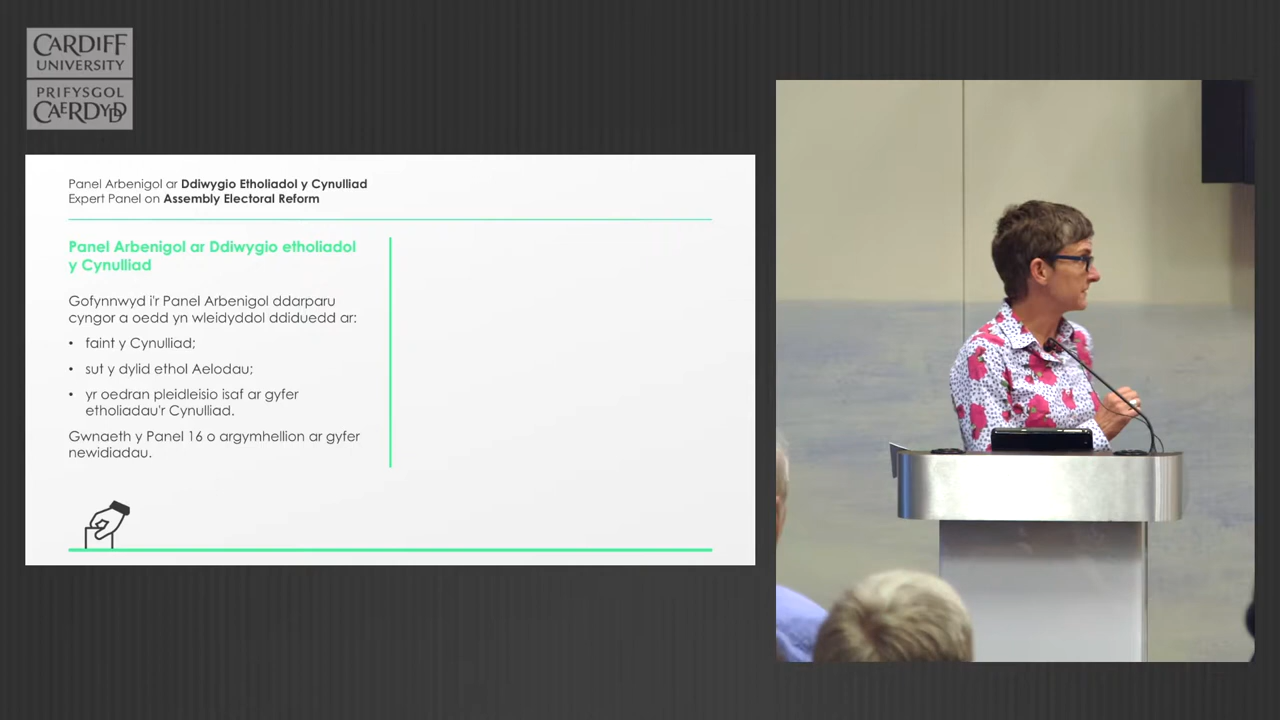 CARDIFF
UNIVERSITY
PRIFYSGOL
CAERDYDD
Panel Arbenigol ar Ddiwygio Etholiadol y Cynulliad
Expert Panel on Assembly Electoral Reform
Panel Arbenigol ar Ddiwygio etholiadol
y Cynulliad
Gofynnwyd i'r Panel Arbenigol ddarparu
cyngor a oedd yn wleidyddol ddiduedd ar:
• faint y Cynulliad;
• sut y dylid ethol Aelodau;
• yr oedran pleidleisio isaf ar gyfer
etholiadau'r Cynulliad.
Gwnaeth y Panel 16 o argymhellion ar gyfer
newidiadau.